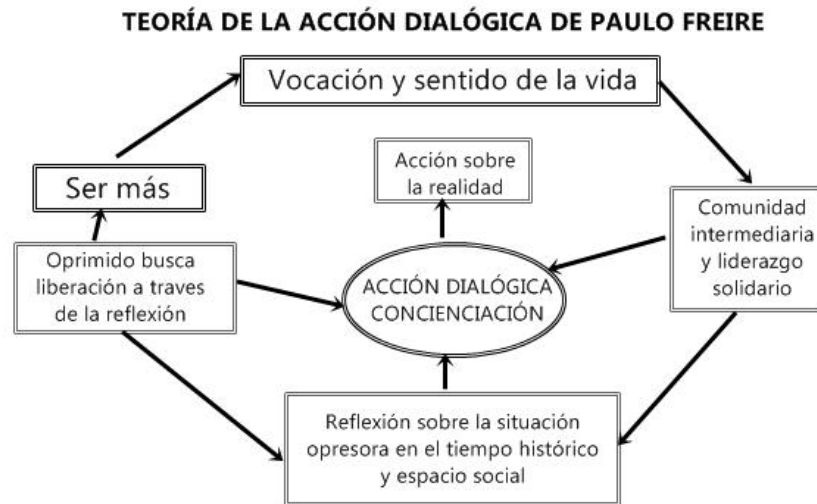 TEORÍA DE LA ACCIÓN DIALÓGICA DE PAULO FREIRE
Vocación y sentido de la vida
Acción sobre
la realidad
Ser más
Comunidad
intermediaria
y liderazgo
solidario
Oprimido busca
liberación a traves
de la reflexión
ACCIÓN DIALÓGICA
CONCIENCIACIÓN
Reflexión sobre la situación
opresora en el tiempo histórico
y espacio social